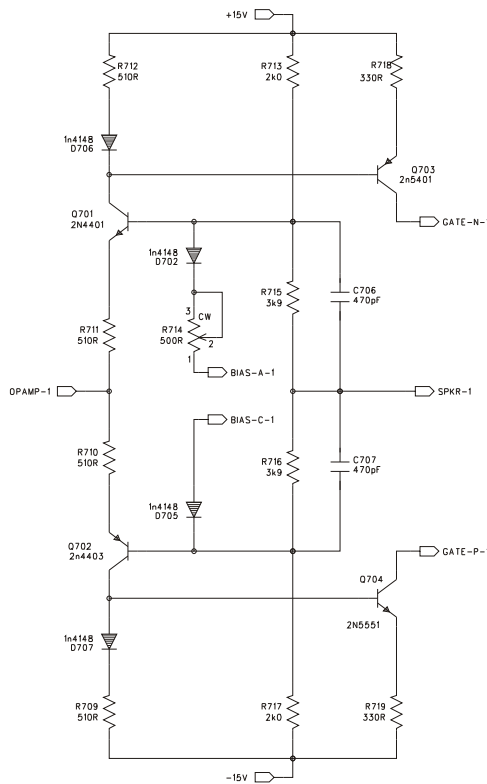 +15V
R712
510R
R713
2k0
R718
330R
1n4148
D706
Q703
2n5401
Q701
2N4401
GATE-N-1
1n4148
D702
C706
470pF
R715
3k9
3
CW
R711
510R
R714
500R
2
1
BIAS-A-1
OPAMP-1
SPKR-1
BIAS-C-1
R710
510R
R716
3k9
C707
470pF
1n4148
D705
Q702
2n4403
GATE-P-1
Q704
2N5551
1n4148
D707
R709
510R
R717
2k0
R719
330R
-15V